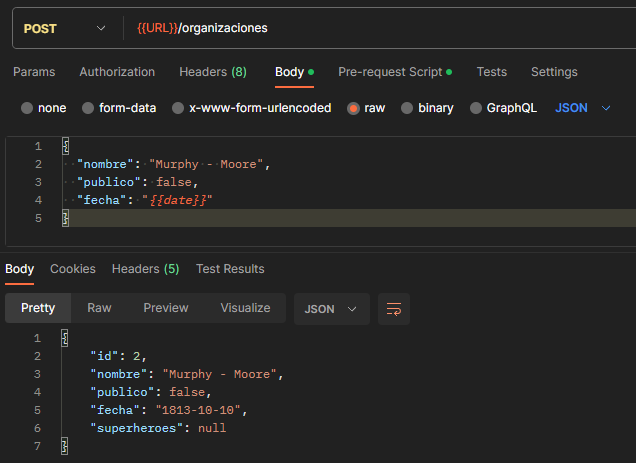 POST {{URL}}/organizaciones
Params Authorization Headers (8) Body Pre-request Script Tests Settings
none form-data x-www-form-urlencoded raw binary GraphQL JSON
1 {
2 "nombre": "Murphy - Moore",
3 "publico": false,
4 "fecha": "{{date}}"
5 }
Body Cookies Headers (5) Test Results
Pretty Raw Preview Visualize JSON
1 {
2 "id": 2,
3 "nombre": "Murphy - Moore",
4 "publico": false,
5 "fecha": "1813-10-10",
6 "superheroes": null
7 }